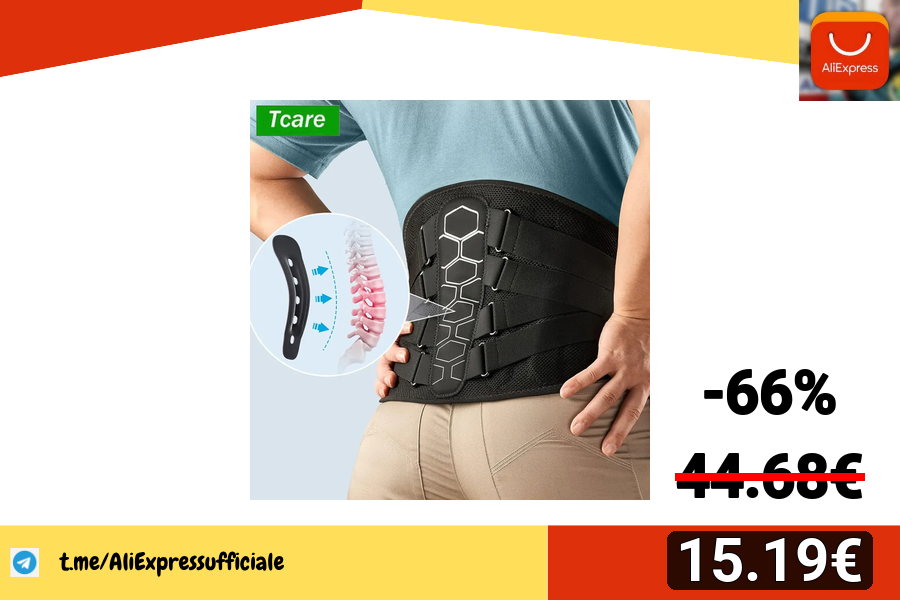 AliExpress
Tcare
-66%
44.68€
15.19€
t.me/AliExpressufficiale